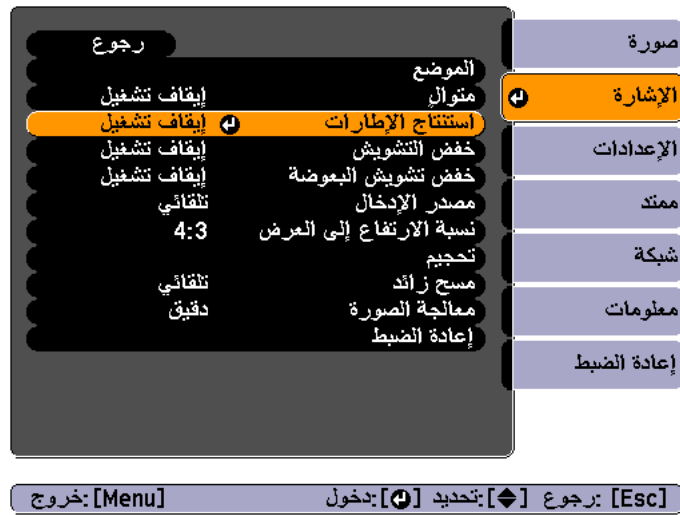 صورة
الإشارة
الإعدادات
ممتد
شبكة
معلومات
إعادة الضبط
رجوع
الموضع
متوالٍ إيقاف تشغيل
استنتاج الإطارات إيقاف تشغيل
خفض التشويش إيقاف تشغيل
خفض تشويش البعوضة إيقاف تشغيل
مصدر الإدخال تلقائي
نسبة الارتفاع إلى العرض 4:3
تحجيم
مسح زائد تلقائي
معالجة الصورة دقيق
إعادة الضبط
[Esc] :رجوع [◆]:تحديد [↵]:دخول [Menu]:خروج